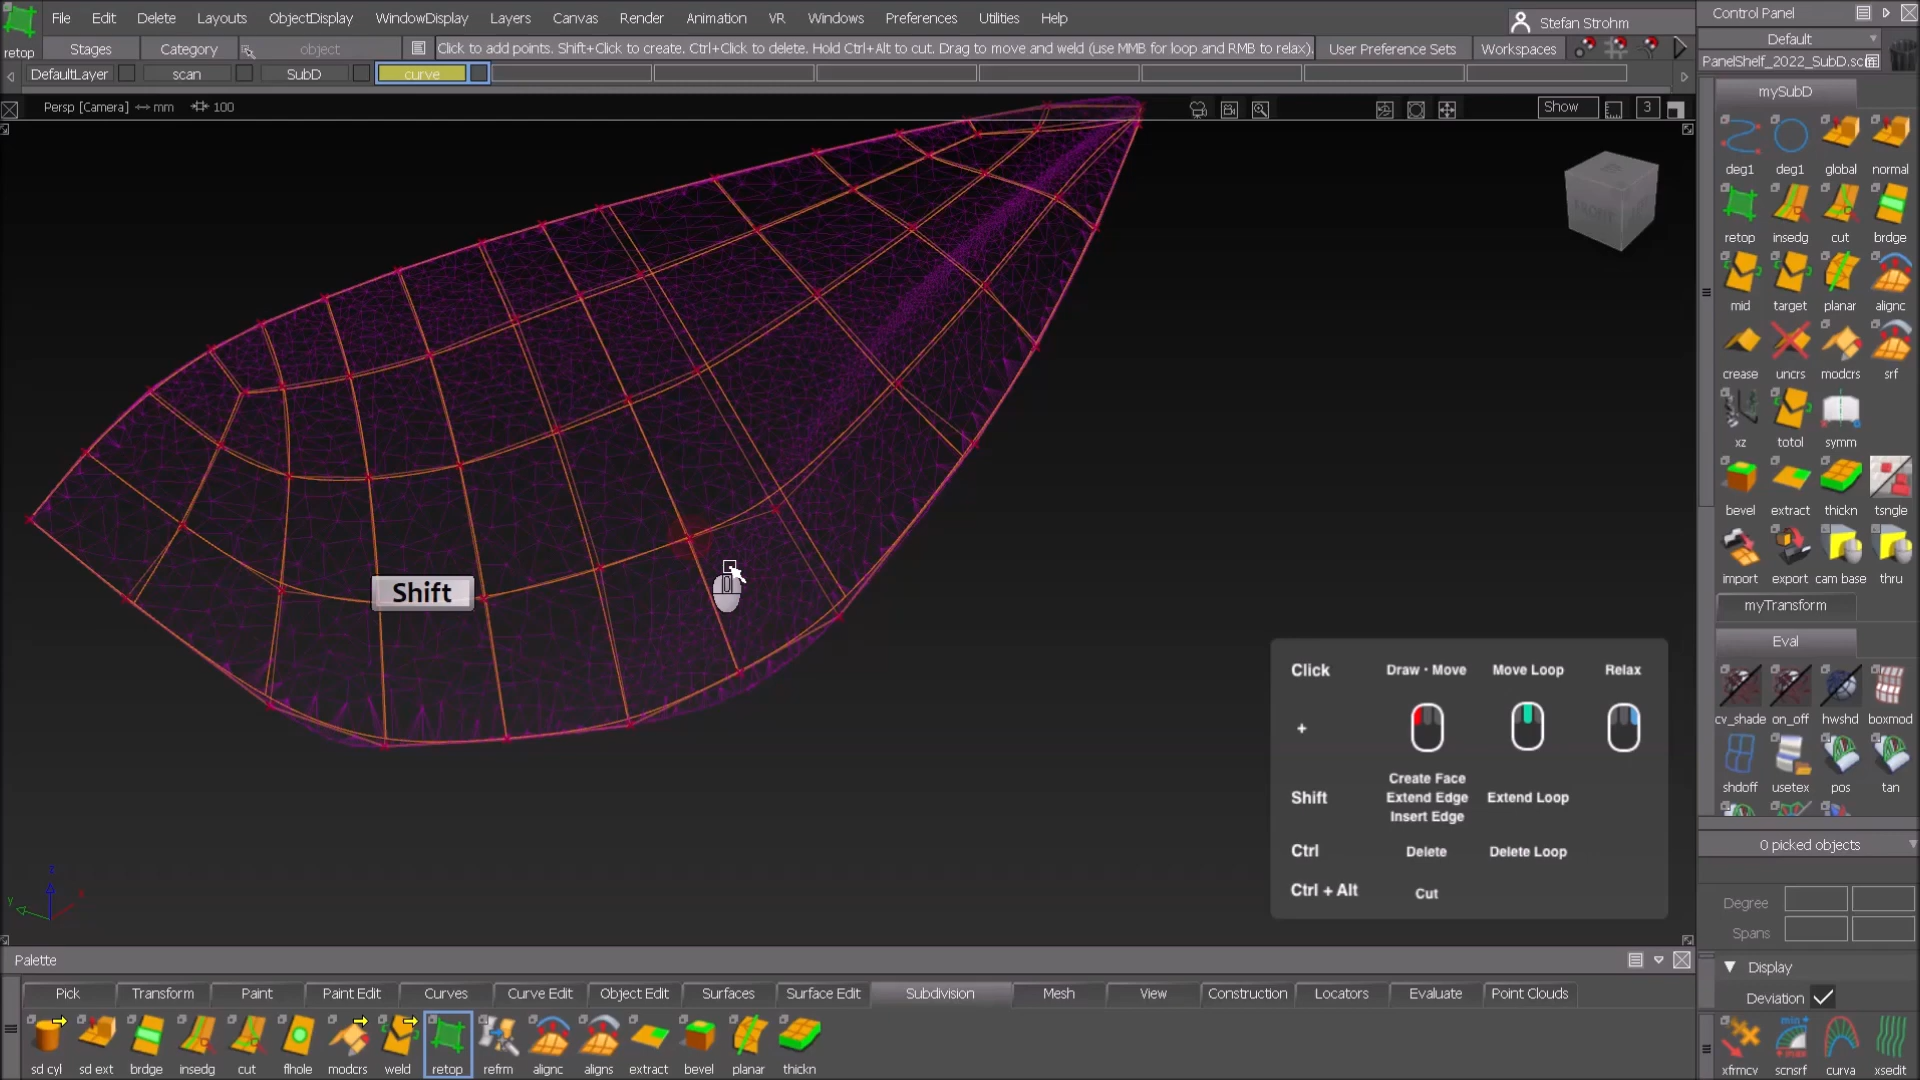 File Edit Delete Layouts ObjectDisplay WindowDisplay Layers Canvas Render Animation VR Windows Preferences Utilities Help
Stefan Strohm
Control Panel
retop
Stages Category object
Click to add points. Shift+Click to create. Ctrl+Click to delete. Hold Ctrl+Alt to cut. Drag to move and weld (use MMB for loop and RMB to relax).
User Preference Sets Workspaces
Default
DefaultLayer scan SubD curve
PanelShelf_2022_SubD.scl
Persp [Camera] mm 100
Show 3
mySubD
deg1 deg1 global normal
retop insedg cut brdge
mid target planar alignc
crease uncrs modcrs srf
xz totol symm
bevel extract thickn tsngle
import export cam base thru
myTransform
Eval
cv_shade on_off hwshd boxmod
shdoff usetex pos tan
FRONT
Shift
Click Draw · Move Move Loop Relax
+
Shift Create Face
Extend Edge Extend Loop
Insert Edge
Ctrl Delete Delete Loop
Ctrl + Alt Cut
z
y x
0 picked objects
Degree
Spans
Display
Deviation
xfrmcv scnsrf curva xsedit
Palette
Pick Transform Paint Paint Edit Curves Curve Edit Object Edit Surfaces Surface Edit Subdivision Mesh View Construction Locators Evaluate Point Clouds
sd cyl sd ext brdge insedg cut flhole modcrs weld retop refrm alignc aligns extract bevel planar thickn